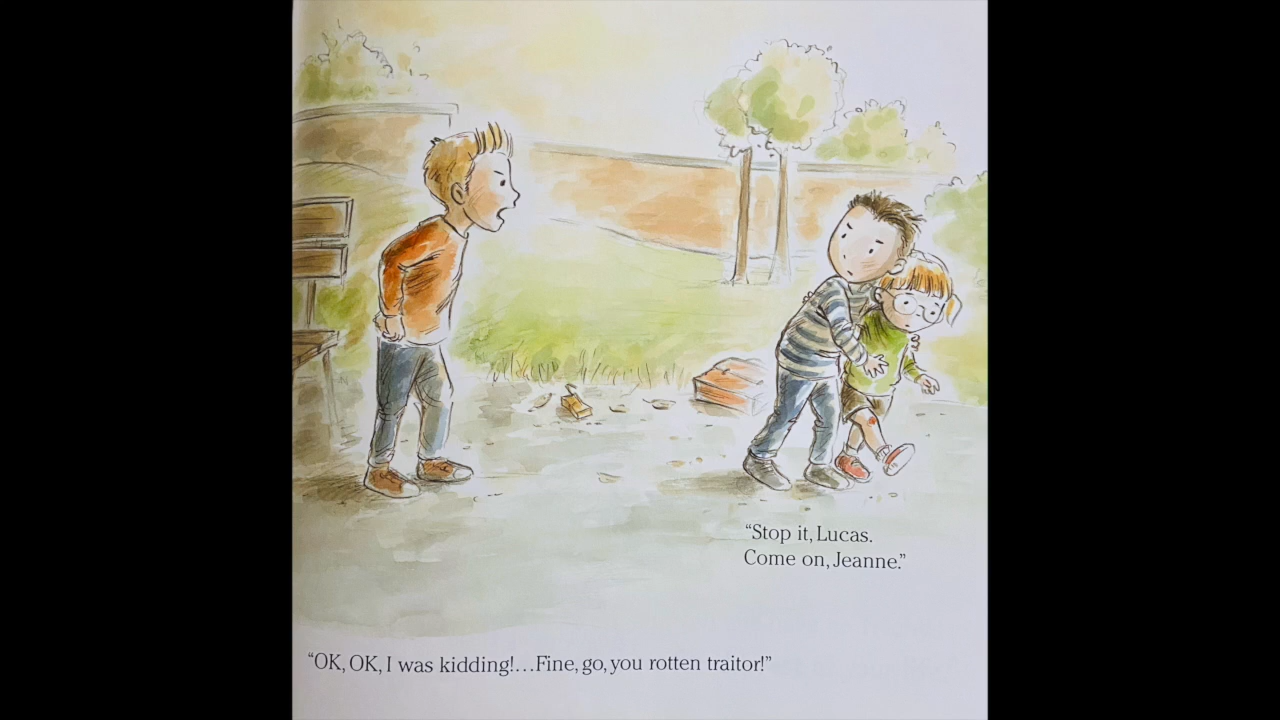 “Stop it, Lucas.
Come on, Jeanne.”
“OK, OK, I was kidding!...Fine, go, you rotten traitor!”